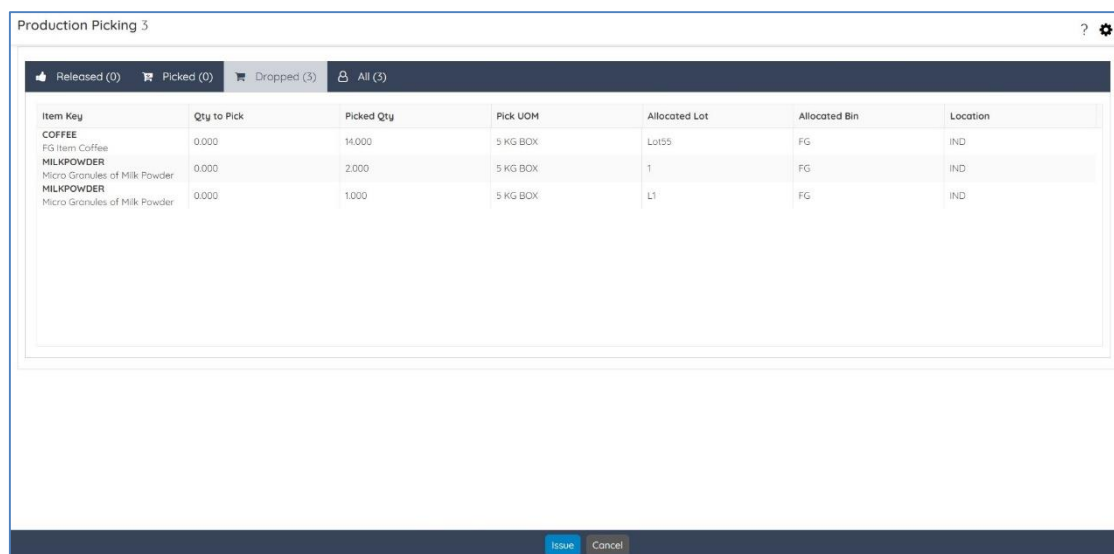 Production Picking 3
?
Released (0) Picked (0) Dropped (3) All (3)
Item Key Qty to Pick Picked Qty Pick UOM Allocated Lot Allocated Bin Location
COFFEE
FG Item Coffee 0.000 14.000 5 KG BOX Lot55 FG IND
MILKPOWDER
Micro Granules of Milk Powder 0.000 2.000 5 KG BOX 1 FG IND
MILKPOWDER
Micro Granules of Milk Powder 0.000 1.000 5 KG BOX L1 FG IND
Issue Cancel